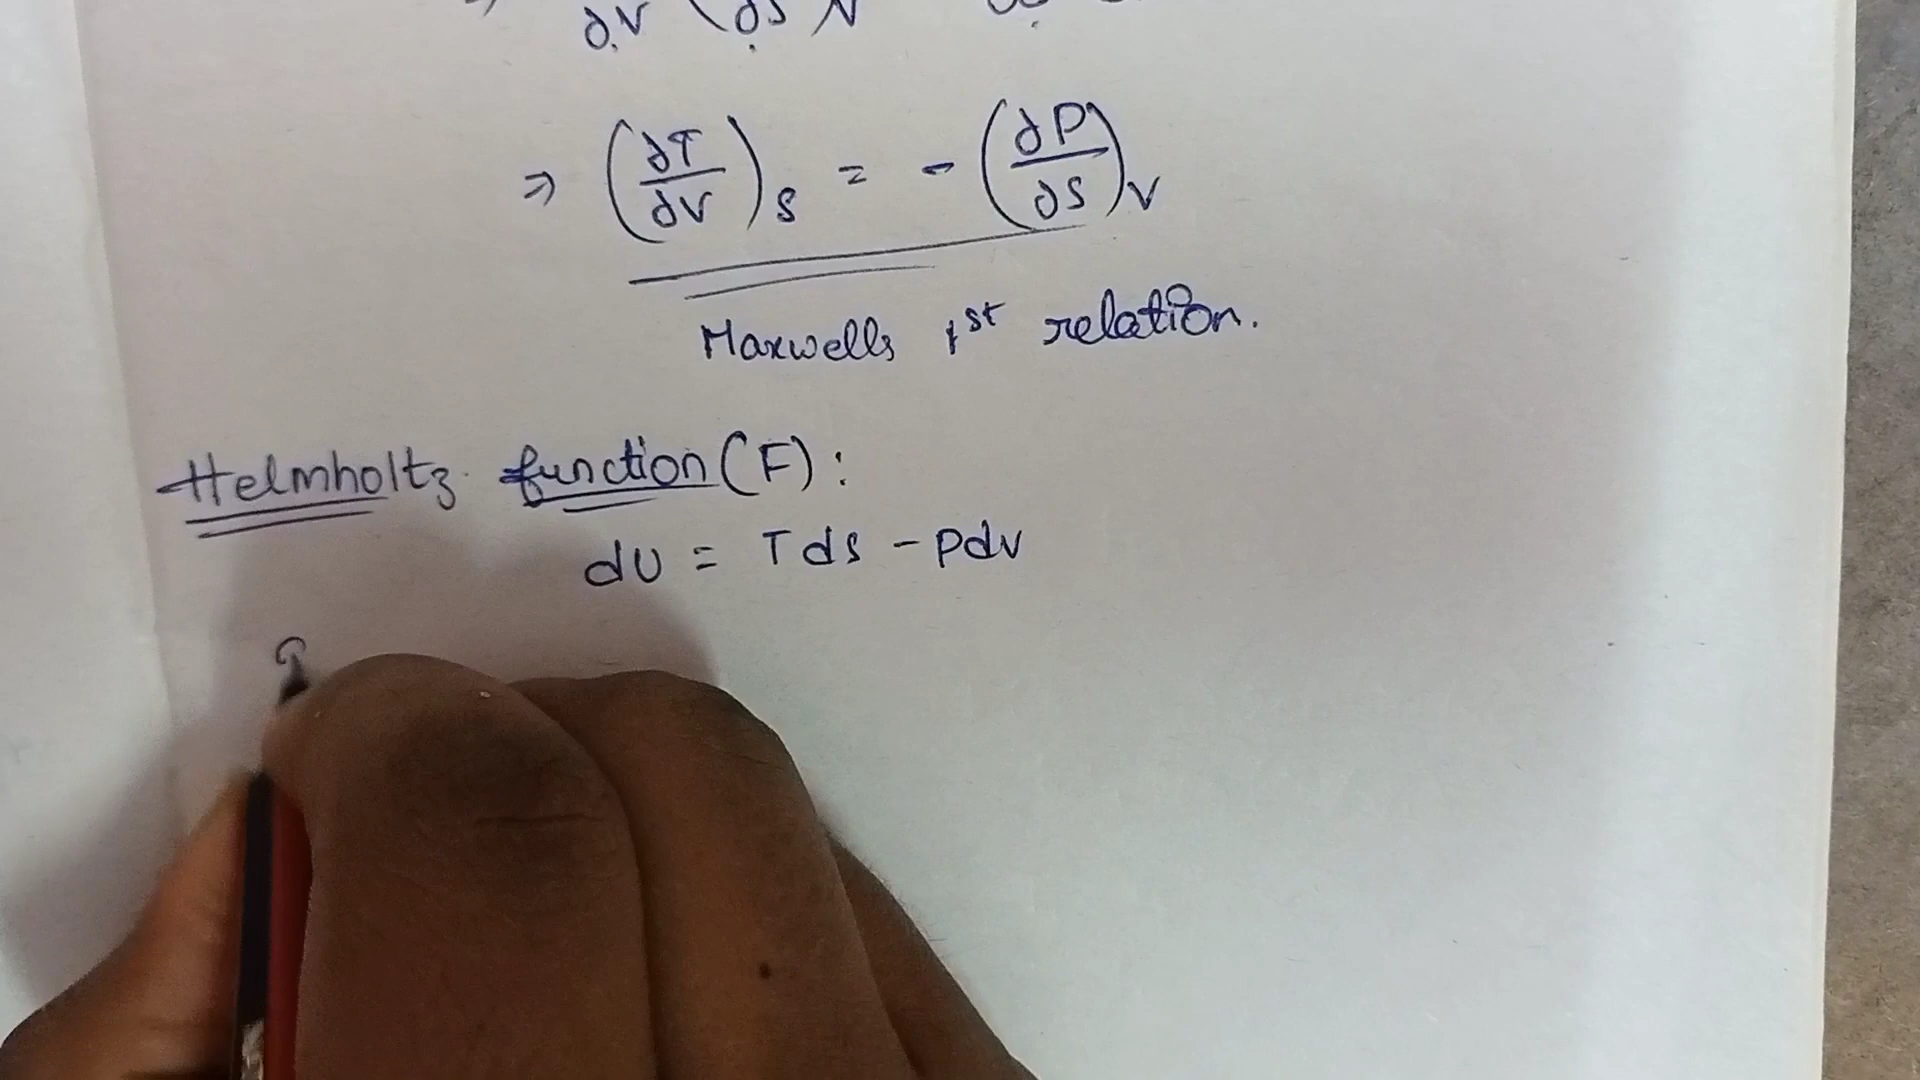 ∂V (∂S)V
⇒ (∂T/∂V)S = - (∂P/∂S)V
Maxwells 1st relation.
Helmholtz function (F):
dU = Tds - Pdv